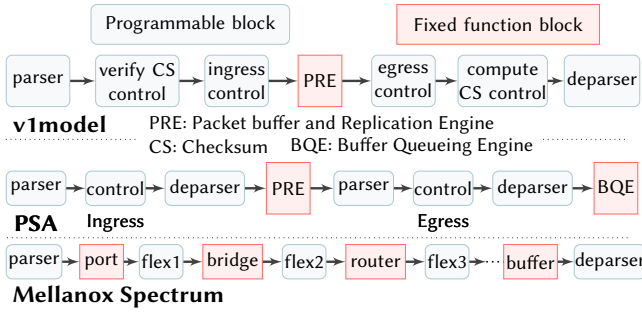 Programmable block Fixed function block
parser verify CS control ingress control PRE egress control compute CS control deparser
v1model PRE: Packet buffer and Replication Engine
CS: Checksum BQE: Buffer Queueing Engine
parser control deparser PRE parser control deparser BQE
PSA Ingress Egress
parser port flex1 bridge flex2 router flex3 ... buffer deparser
Mellanox Spectrum